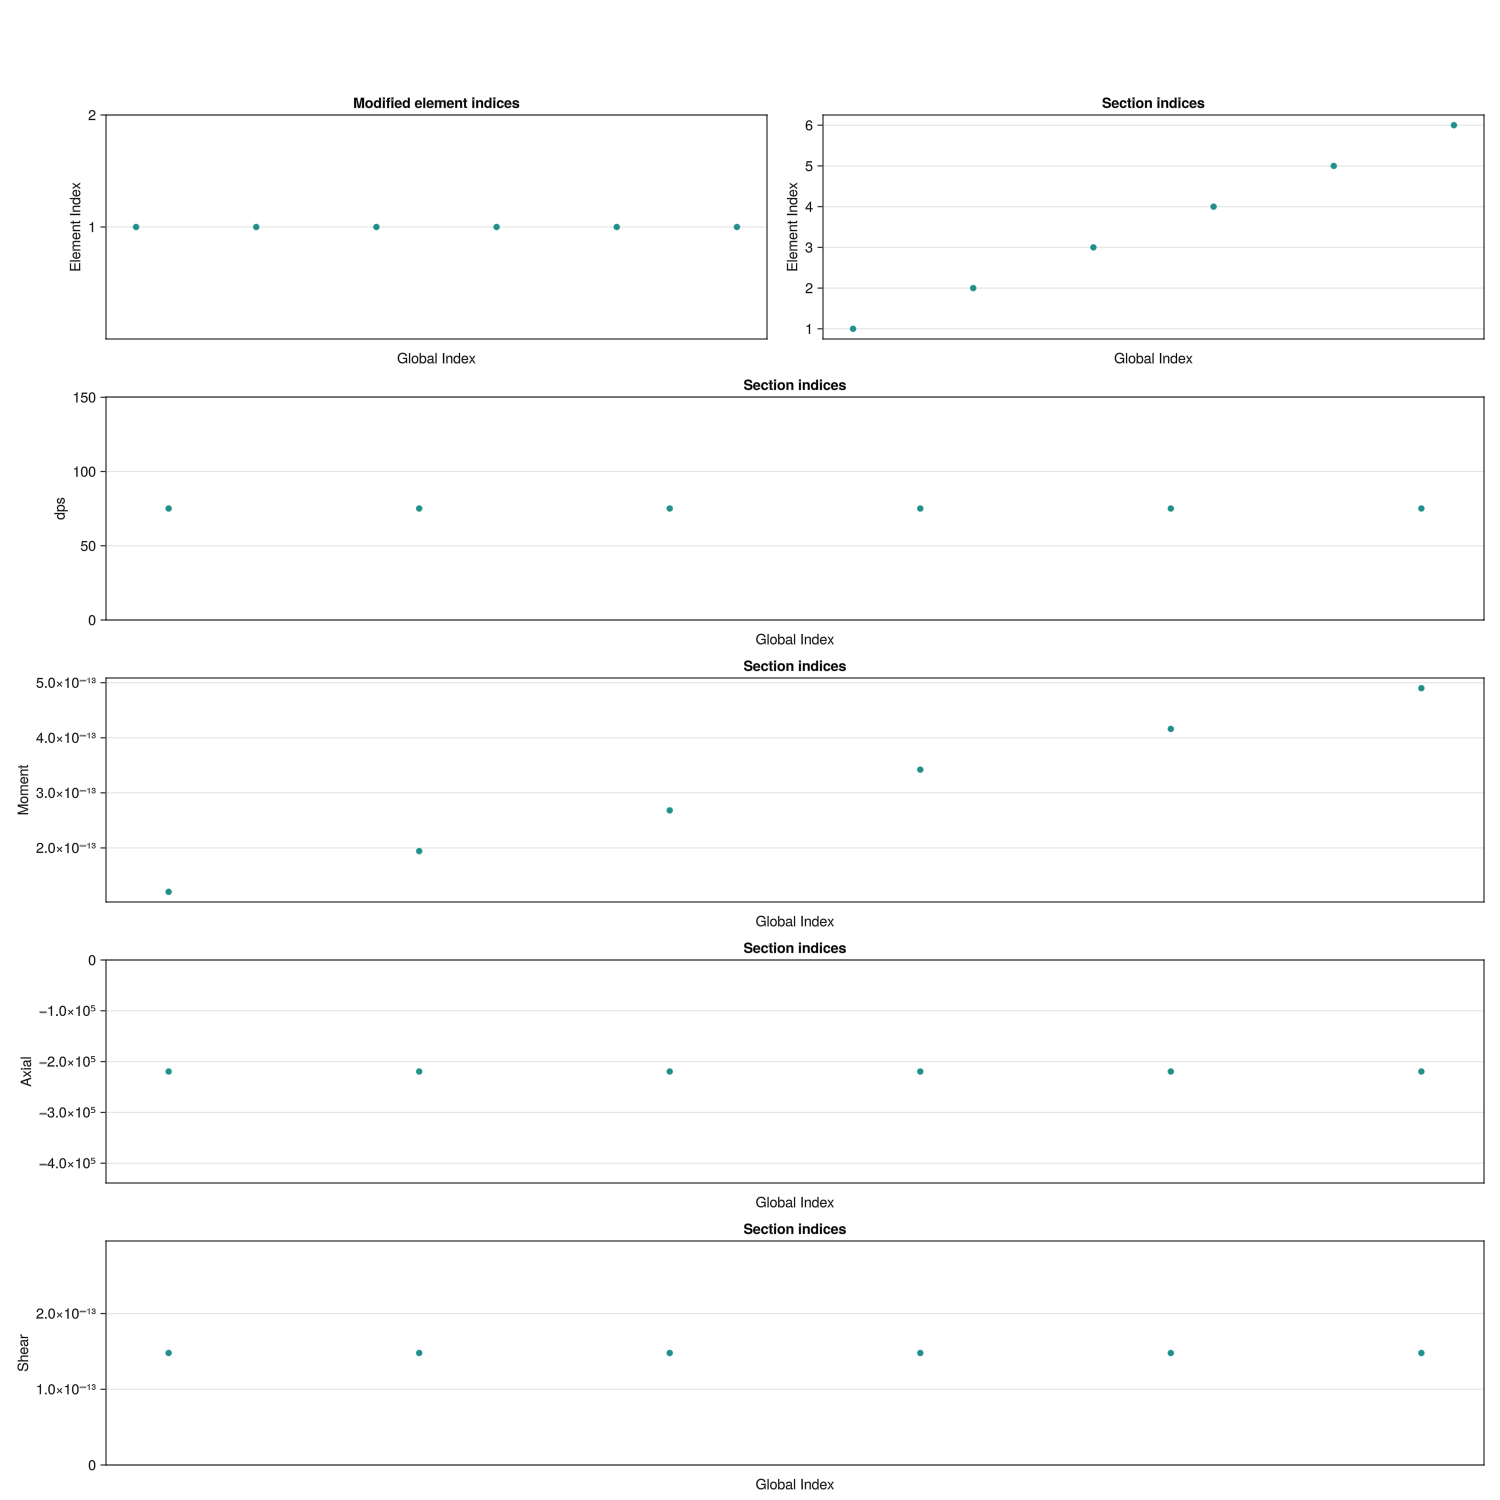 Modified element indices
2
1
Element Index
Global Index
Section indices
6
5
4
3
2
1
Element Index
Global Index
Section indices
150
100
50
0
dps
Global Index
Section indices
5.0×10⁻¹³
4.0×10⁻¹³
3.0×10⁻¹³
2.0×10⁻¹³
Moment
Global Index
Section indices
0
−1.0×10⁵
−2.0×10⁵
−3.0×10⁵
−4.0×10⁵
Axial
Global Index
Section indices
2.0×10⁻¹³
1.0×10⁻¹³
0
Shear
Global Index